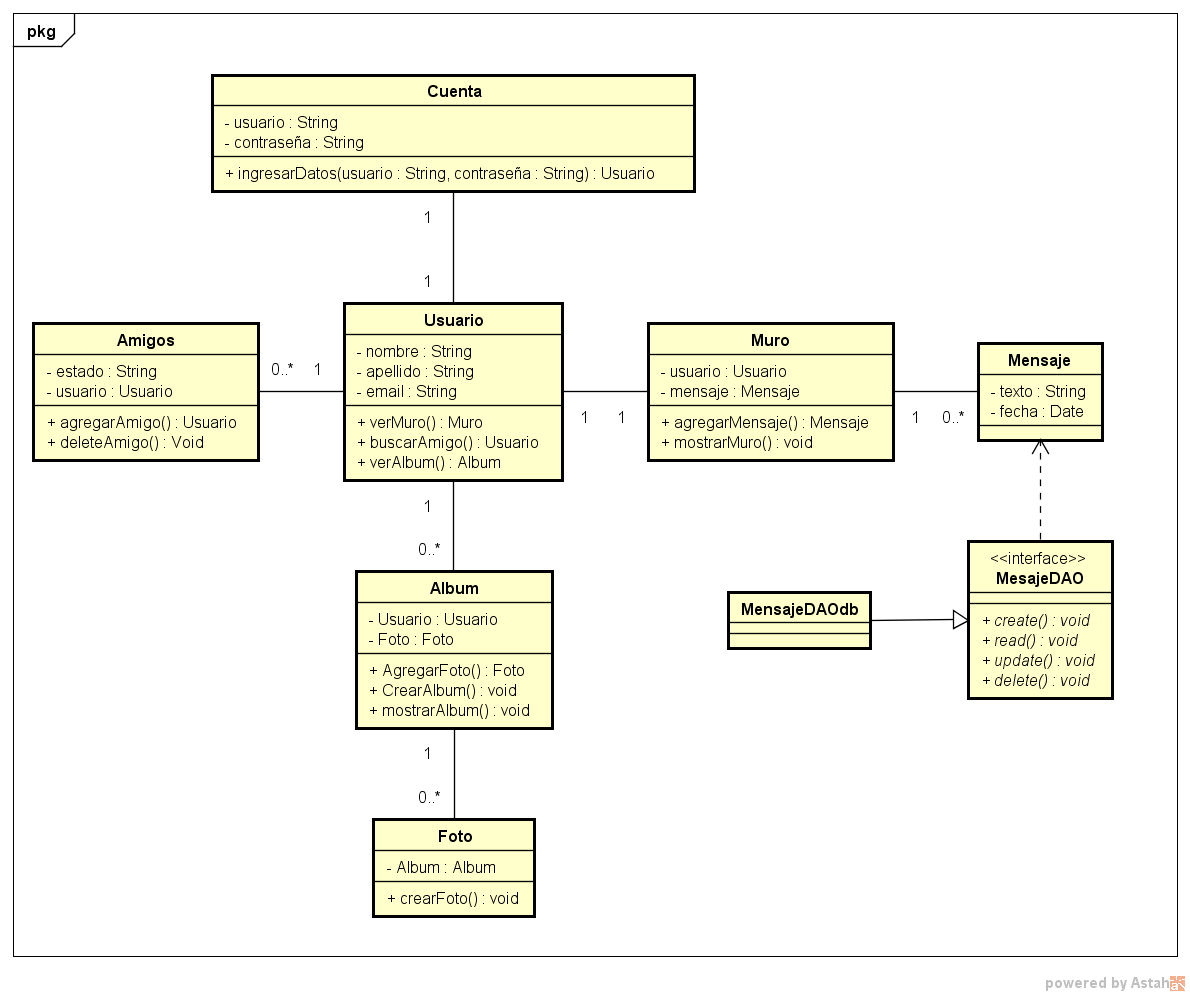 pkg
Cuenta
- usuario : String
- contraseña : String
+ ingresarDatos(usuario : String, contraseña : String) : Usuario
1
1
Amigos
- estado : String
- usuario : Usuario
+ agregarAmigo() : Usuario
+ deleteAmigo() : Void
0..*
1
Usuario
- nombre : String
- apellido : String
- email : String
+ verMuro() : Muro
+ buscarAmigo() : Usuario
+ verAlbum() : Album
1
1
Muro
- usuario : Usuario
- mensaje : Mensaje
+ agregarMensaje() : Mensaje
+ mostrarMuro() : void
1
0..*
Mensaje
- texto : String
- fecha : Date
1
0..*
Album
- Usuario : Usuario
- Foto : Foto
+ AgregarFoto() : Foto
+ CrearAlbum() : void
+ mostrarAlbum() : void
MensajeDAOdb
<<interface>>
MesajeDAO
+ create() : void
+ read() : void
+ update() : void
+ delete() : void
1
0..*
Foto
- Album : Album
+ crearFoto() : void
powered by Astah